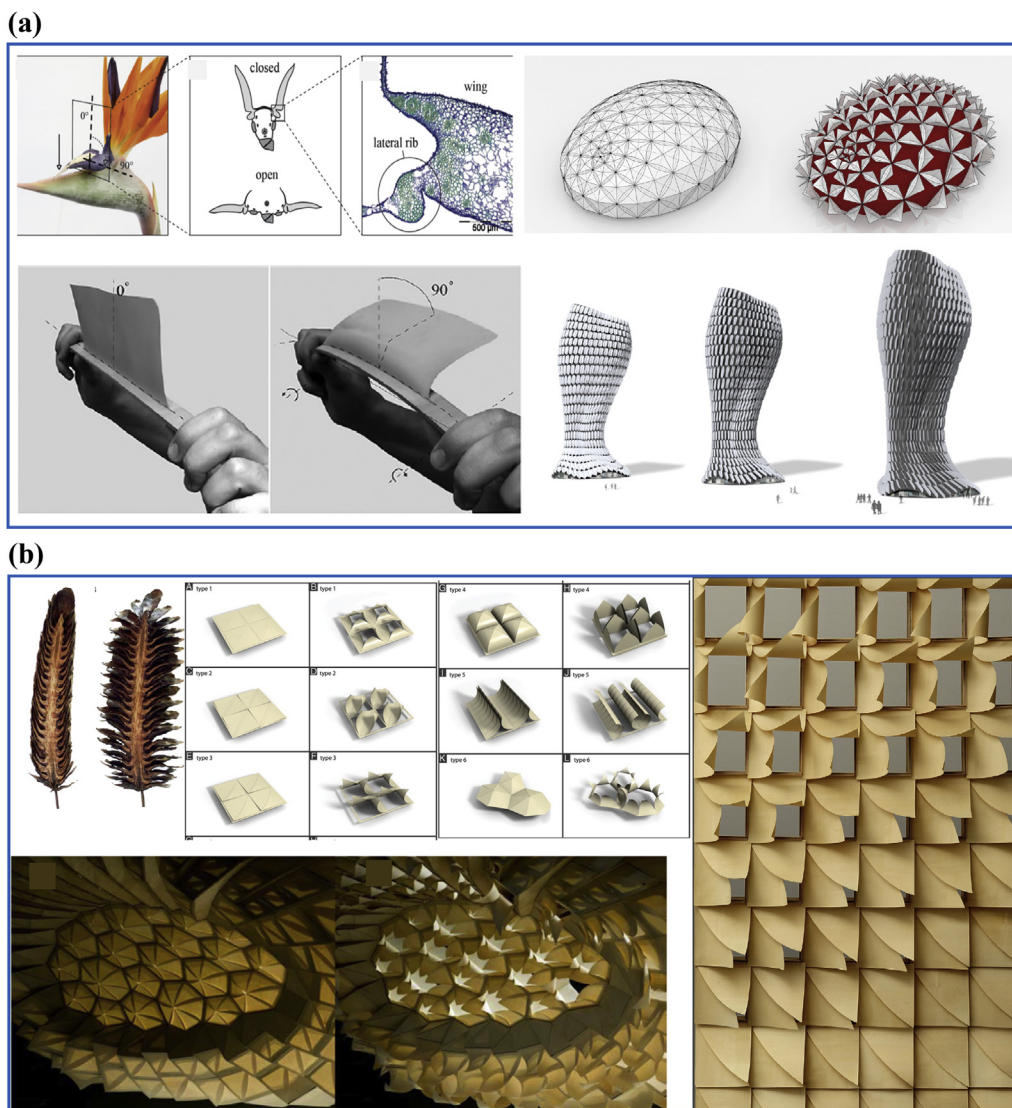 (a)
0°
90°
closed
open
wing
lateral rib
500 µm
0°
90°
(b)
A type 1
B type 1
G type 4
H type 4
C type 2
D type 2
I type 5
J type 5
E type 3
F type 3
K type 6
L type 6